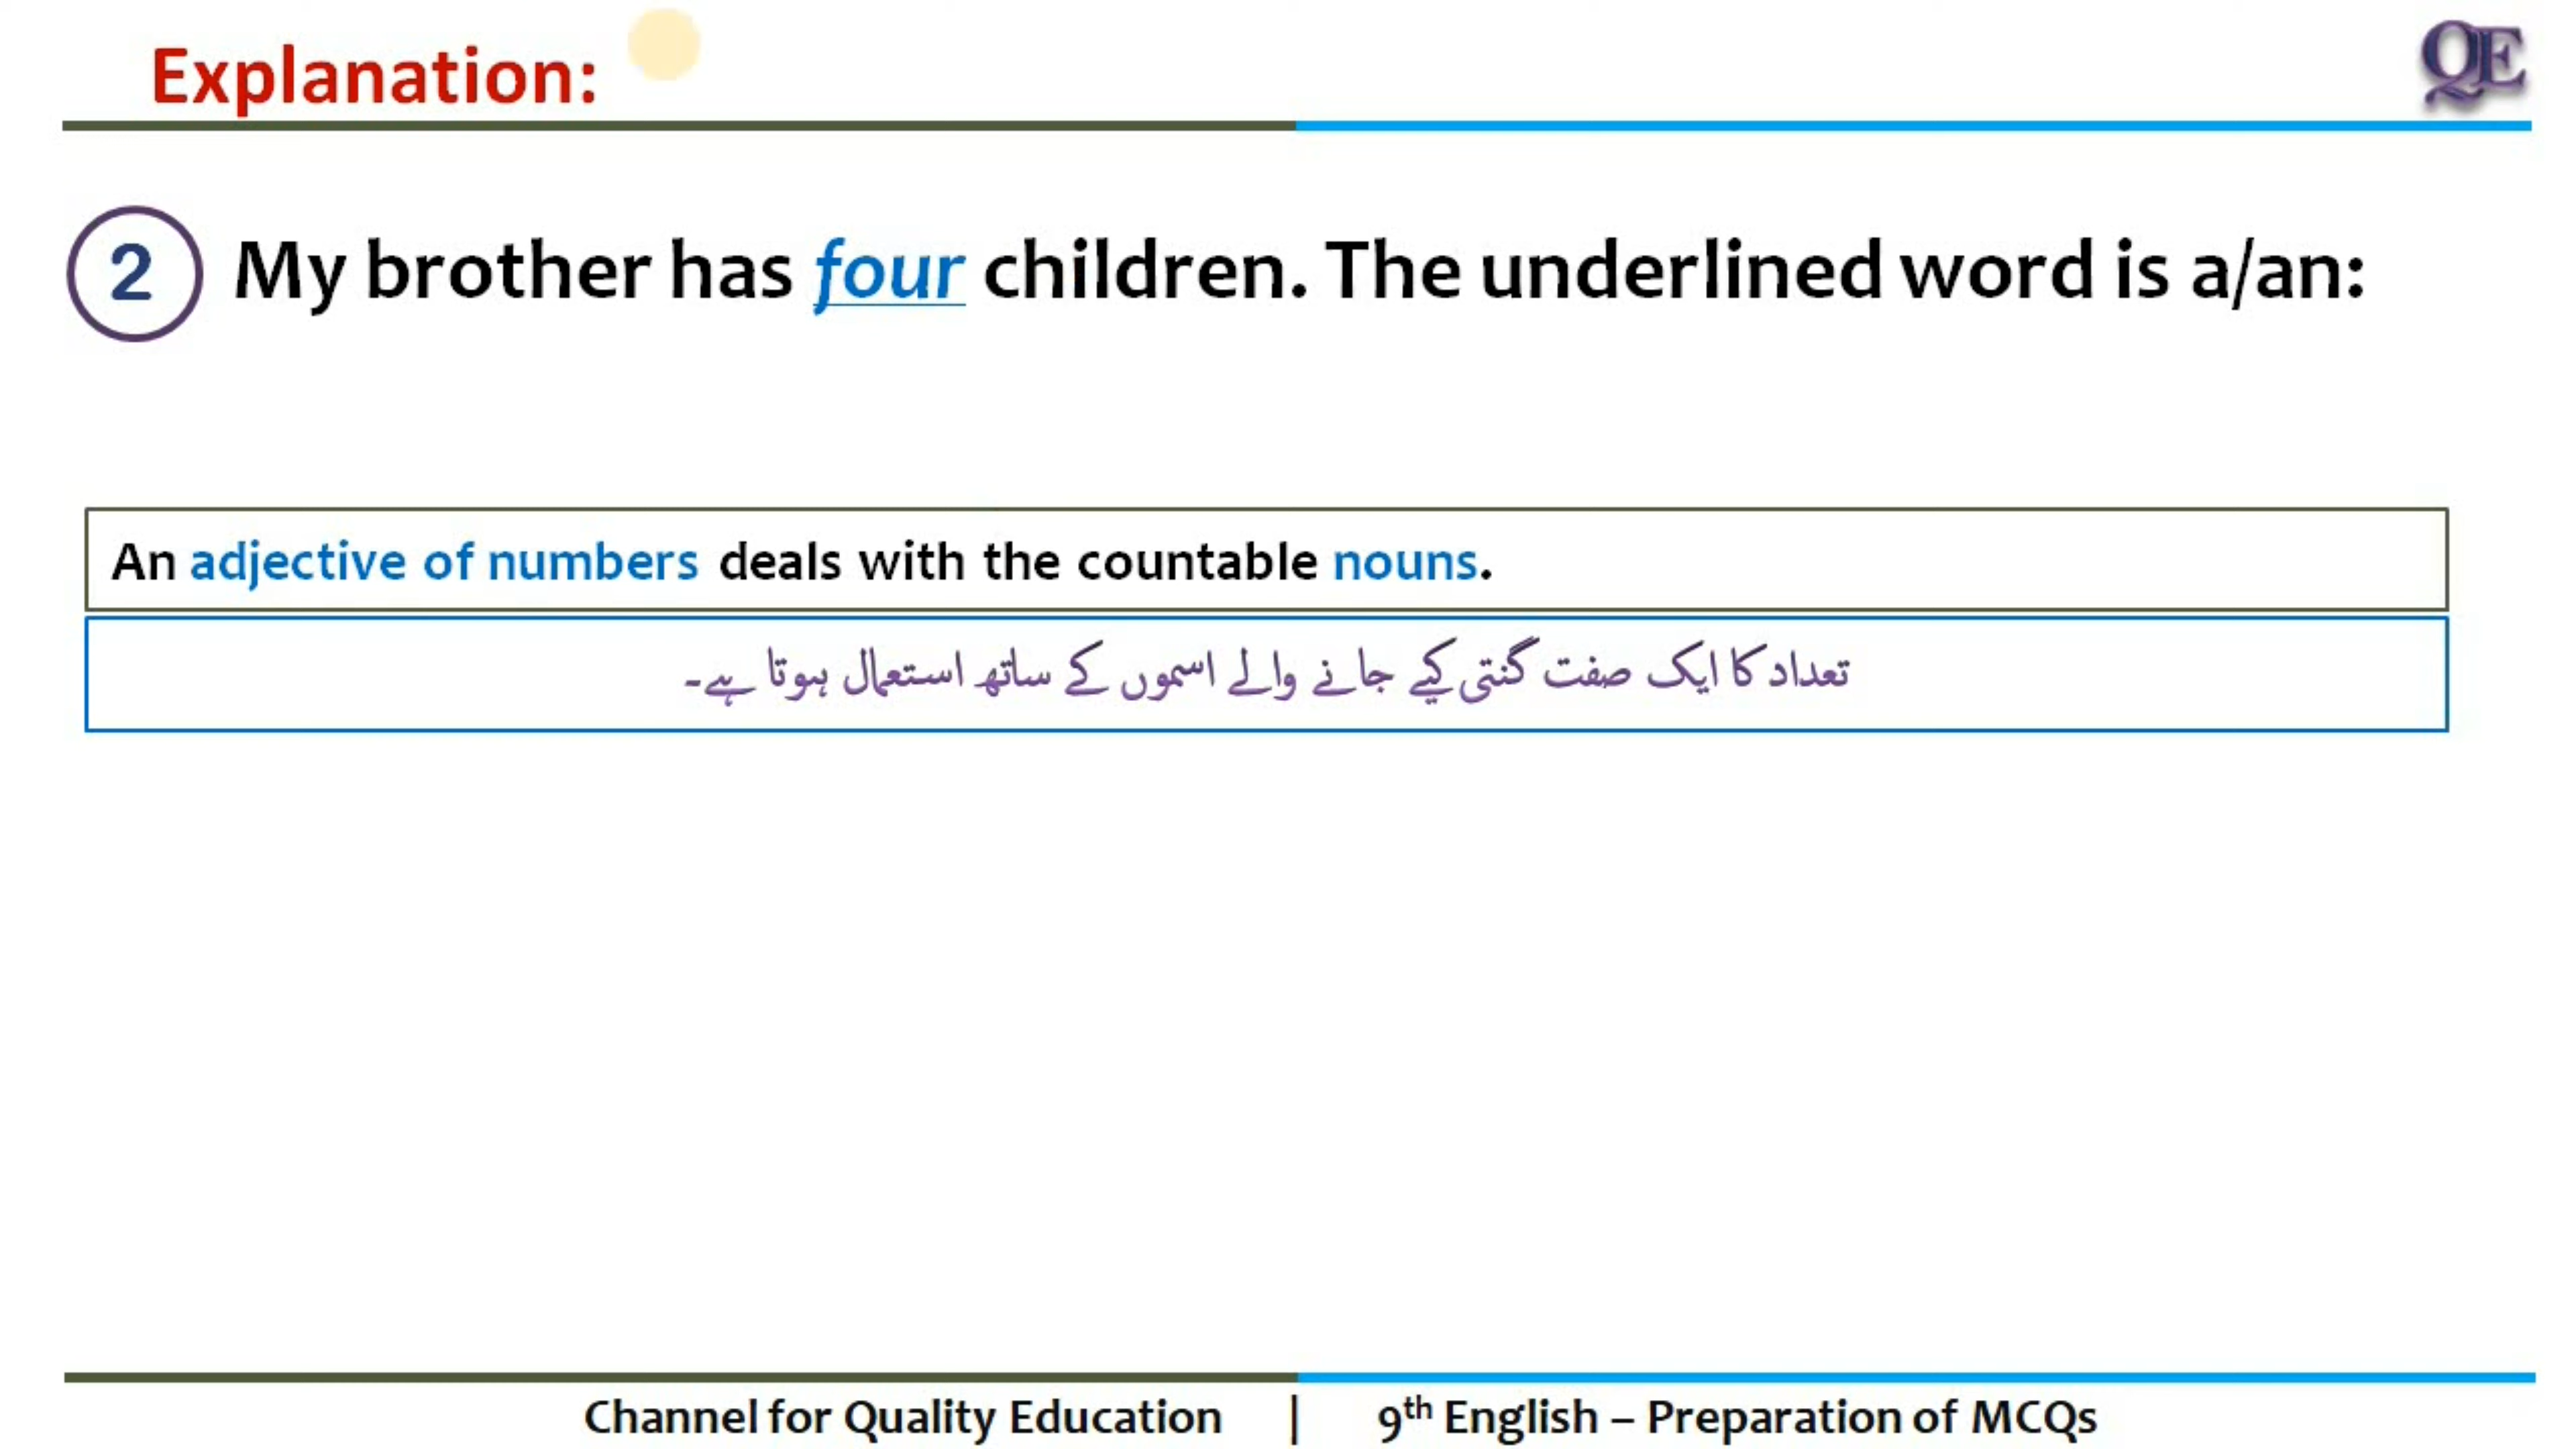 Explanation:
QE
2 My brother has four children. The underlined word is a/an:
An adjective of numbers deals with the countable nouns.
تعداد کا ایک صفت گنتی کیے جانے والے اسموں کے ساتھ استعمال ہوتا ہے۔
Channel for Quality Education | 9th English – Preparation of MCQs